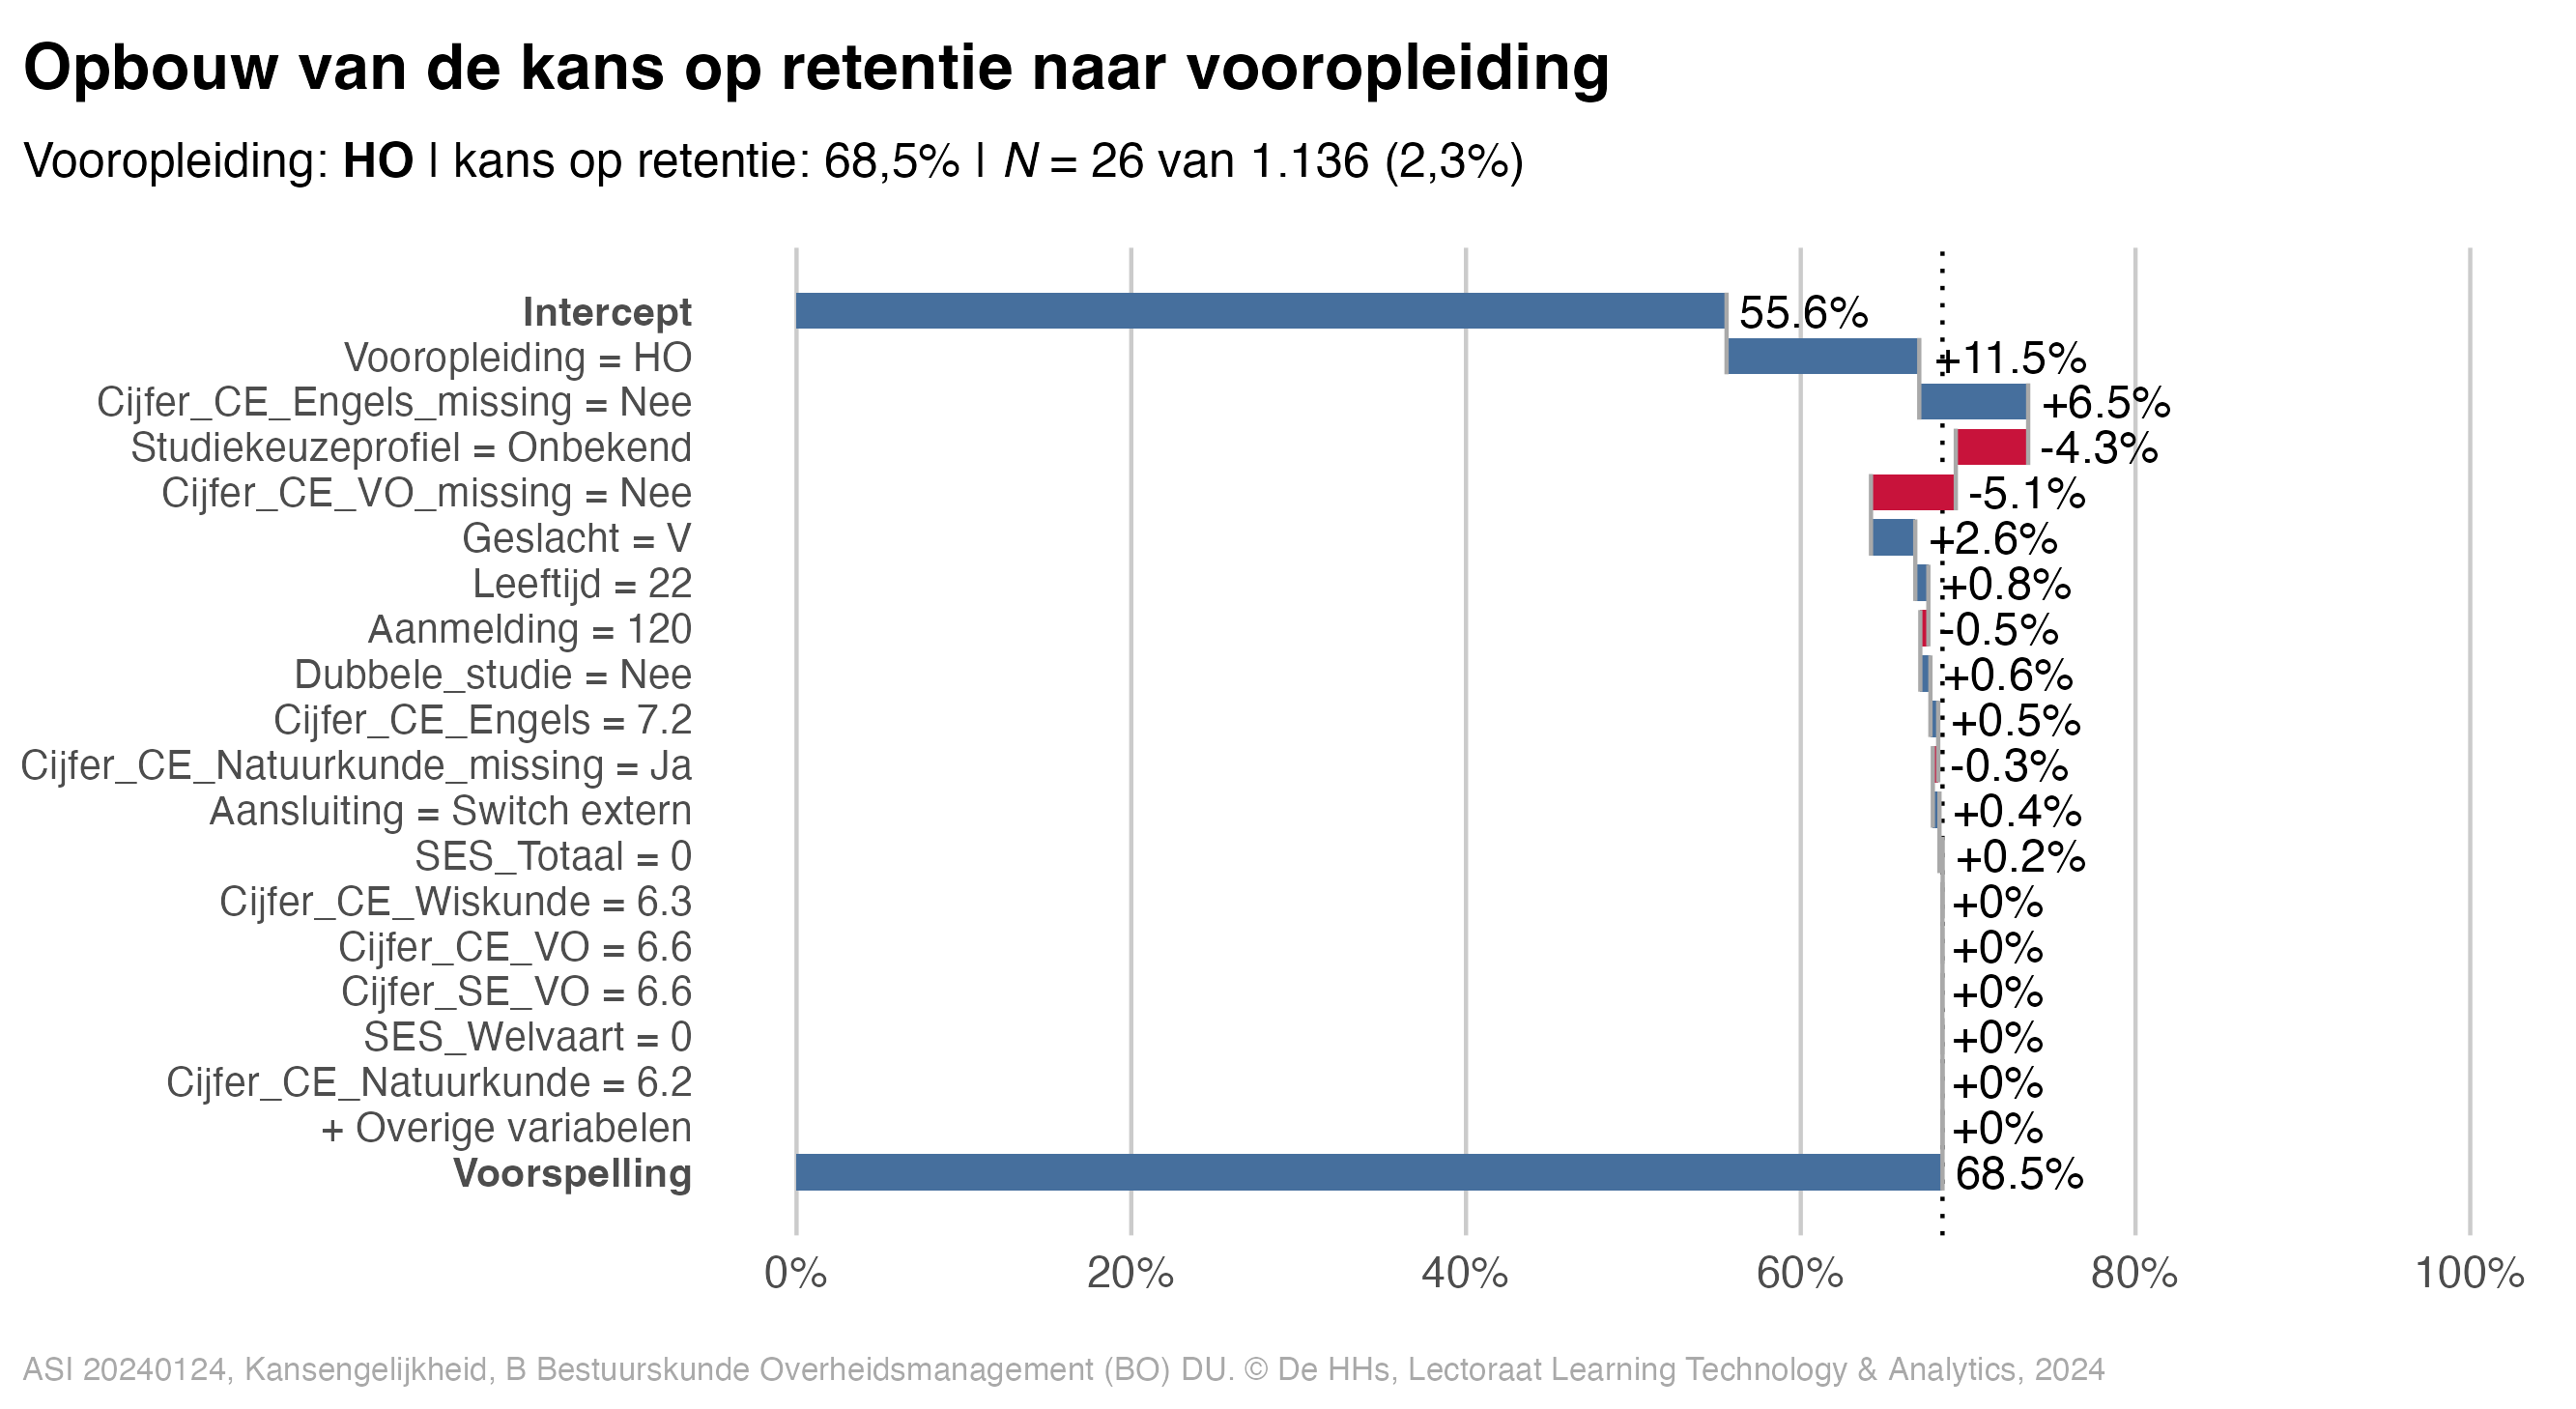 Opbouw van de kans op retentie naar vooropleiding
Vooropleiding: HO | kans op retentie: 68,5% | N = 26 van 1.136 (2,3%)
Intercept 55.6%
Vooropleiding = HO +11.5%
Cijfer_CE_Engels_missing = Nee +6.5%
Studiekeuzeprofiel = Onbekend -4.3%
Cijfer_CE_VO_missing = Nee -5.1%
Geslacht = V +2.6%
Leeftijd = 22 +0.8%
Aanmelding = 120 -0.5%
Dubbele_studie = Nee +0.6%
Cijfer_CE_Engels = 7.2 +0.5%
Cijfer_CE_Natuurkunde_missing = Ja -0.3%
Aansluiting = Switch extern +0.4%
SES_Totaal = 0 +0.2%
Cijfer_CE_Wiskunde = 6.3 +0%
Cijfer_CE_VO = 6.6 +0%
Cijfer_SE_VO = 6.6 +0%
SES_Welvaart = 0 +0%
Cijfer_CE_Natuurkunde = 6.2 +0%
+ Overige variabelen +0%
Voorspelling 68.5%
0% 20% 40% 60% 80% 100%
ASI 20240124, Kansengelijkheid, B Bestuurskunde Overheidsmanagement (BO) DU. © De HHs, Lectoraat Learning Technology & Analytics, 2024